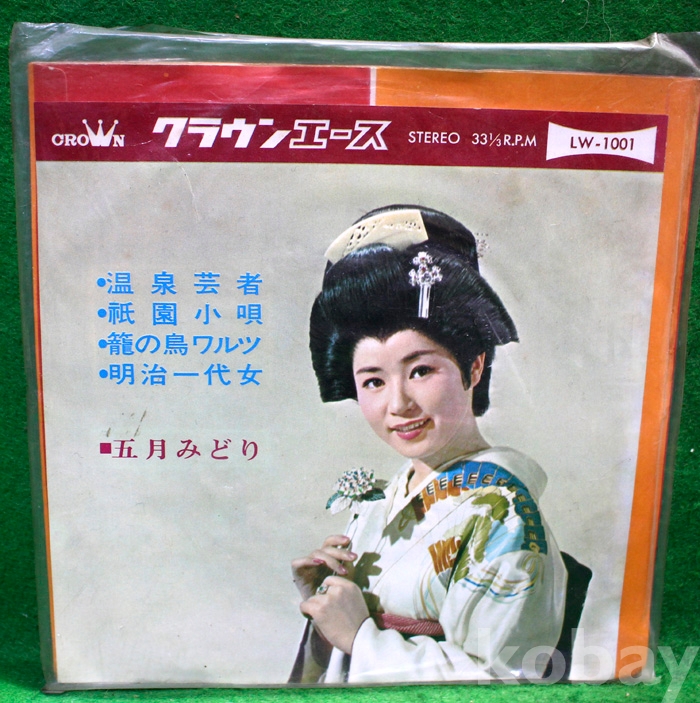 CROWN クラウンエース STEREO 33⅓ R.P.M LW-1001
•温泉芸者
•祇園小唄
•籠の鳥ワルツ
•明治一代女
■五月みどり
kobay